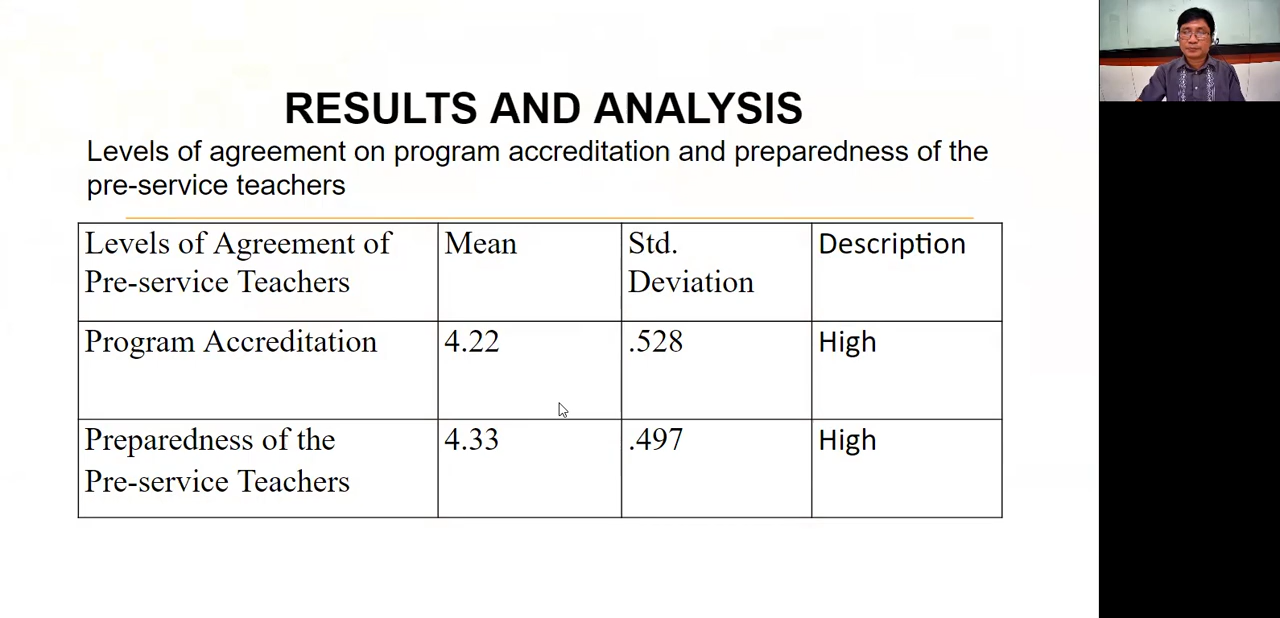 RESULTS AND ANALYSIS
Levels of agreement on program accreditation and preparedness of the
pre-service teachers
Levels of Agreement of Mean Std. Description
Pre-service Teachers Deviation
Program Accreditation 4.22 .528 High
Preparedness of the 4.33 .497 High
Pre-service Teachers